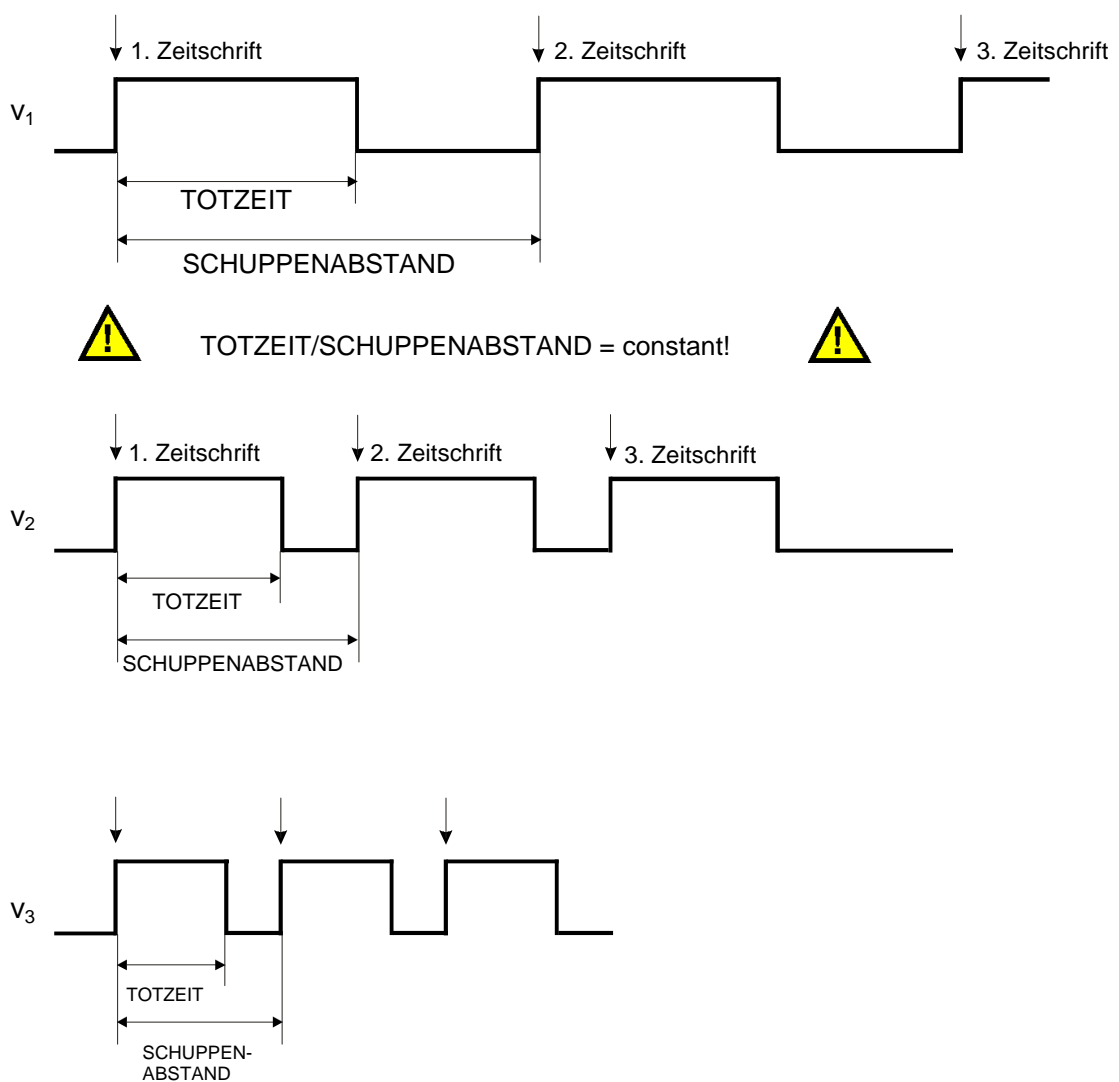 1. Zeitschrift 2. Zeitschrift 3. Zeitschrift
v1
TOTZEIT
SCHUPPENABSTAND
! TOTZEIT/SCHUPPENABSTAND = constant! !
1. Zeitschrift 2. Zeitschrift 3. Zeitschrift
v2
TOTZEIT
SCHUPPENABSTAND
v3
TOTZEIT
SCHUPPEN-
ABSTAND